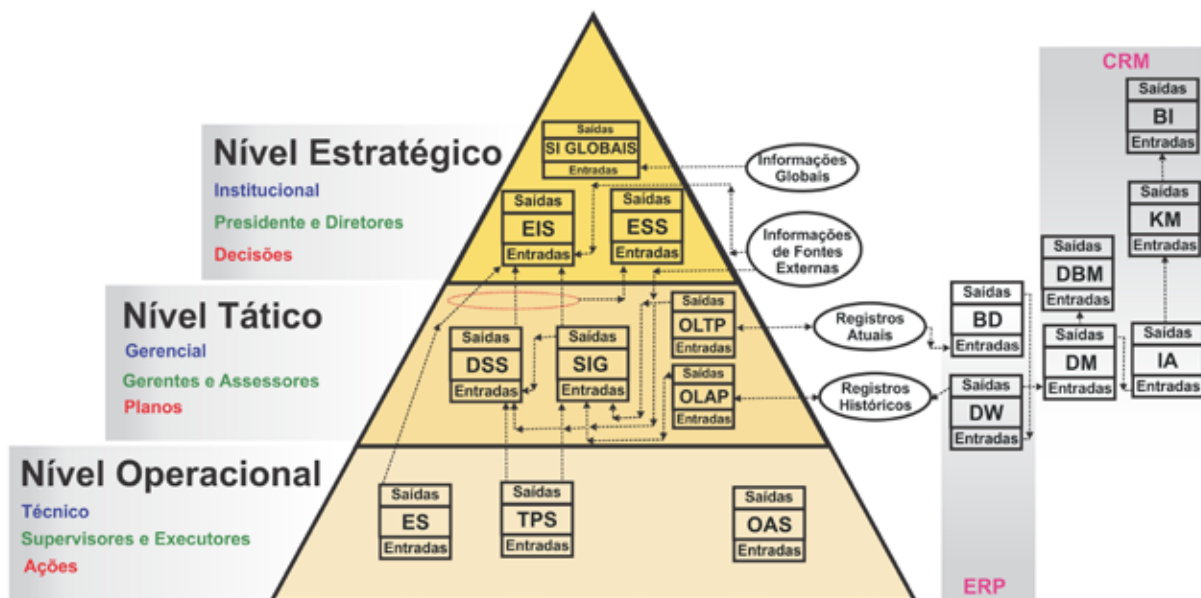 CRM
Saídas
BI
Entradas
Saídas
KM
Entradas
Saídas
DBM
Entradas
Saídas
DM
Entradas
Saídas
IA
Entradas
Nível Estratégico
Institucional
Presidente e Diretores
Decisões
Saídas
SI GLOBAIS
Entradas
Informações
Globais
Saídas
EIS
Entradas
Saídas
ESS
Entradas
Informações
de Fontes
Externas
Nível Tático
Gerencial
Gerentes e Assessores
Planos
Saídas
DSS
Entradas
Saídas
SIG
Entradas
Saídas
OLTP
Entradas
Saídas
OLAP
Entradas
Registros
Atuais
Registros
Históricos
Saídas
BD
Entradas
Saídas
DW
Entradas
Nível Operacional
Técnico
Supervisores e Executores
Ações
Saídas
ES
Entradas
Saídas
TPS
Entradas
Saídas
OAS
Entradas
ERP